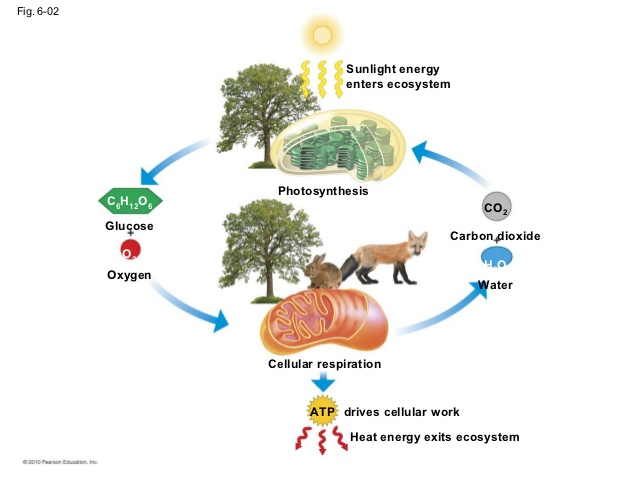 Fig. 6-02
Sunlight energy
enters ecosystem
Photosynthesis
C6H12O6
Glucose
+
O2
Oxygen
CO2
Carbon dioxide
+
H2O
Water
Cellular respiration
ATP drives cellular work
Heat energy exits ecosystem
© 2010 Pearson Education, Inc.